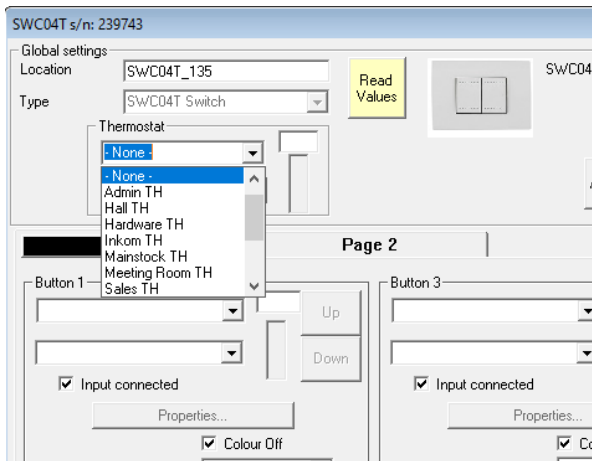 SWC04T s/n: 239743
Global settings
Location SWC04T_135
Read
Values
SWC04
Type SWC04T Switch
Thermostat
- None -
- None -
Admin TH
Hall TH
Hardware TH
Inkom TH
Mainstock TH
Meeting Room TH
Sales TH
Page 2
Button 1
Button 3
Up
Down
Input connected
Input connected
Properties...
Properties...
Colour Off